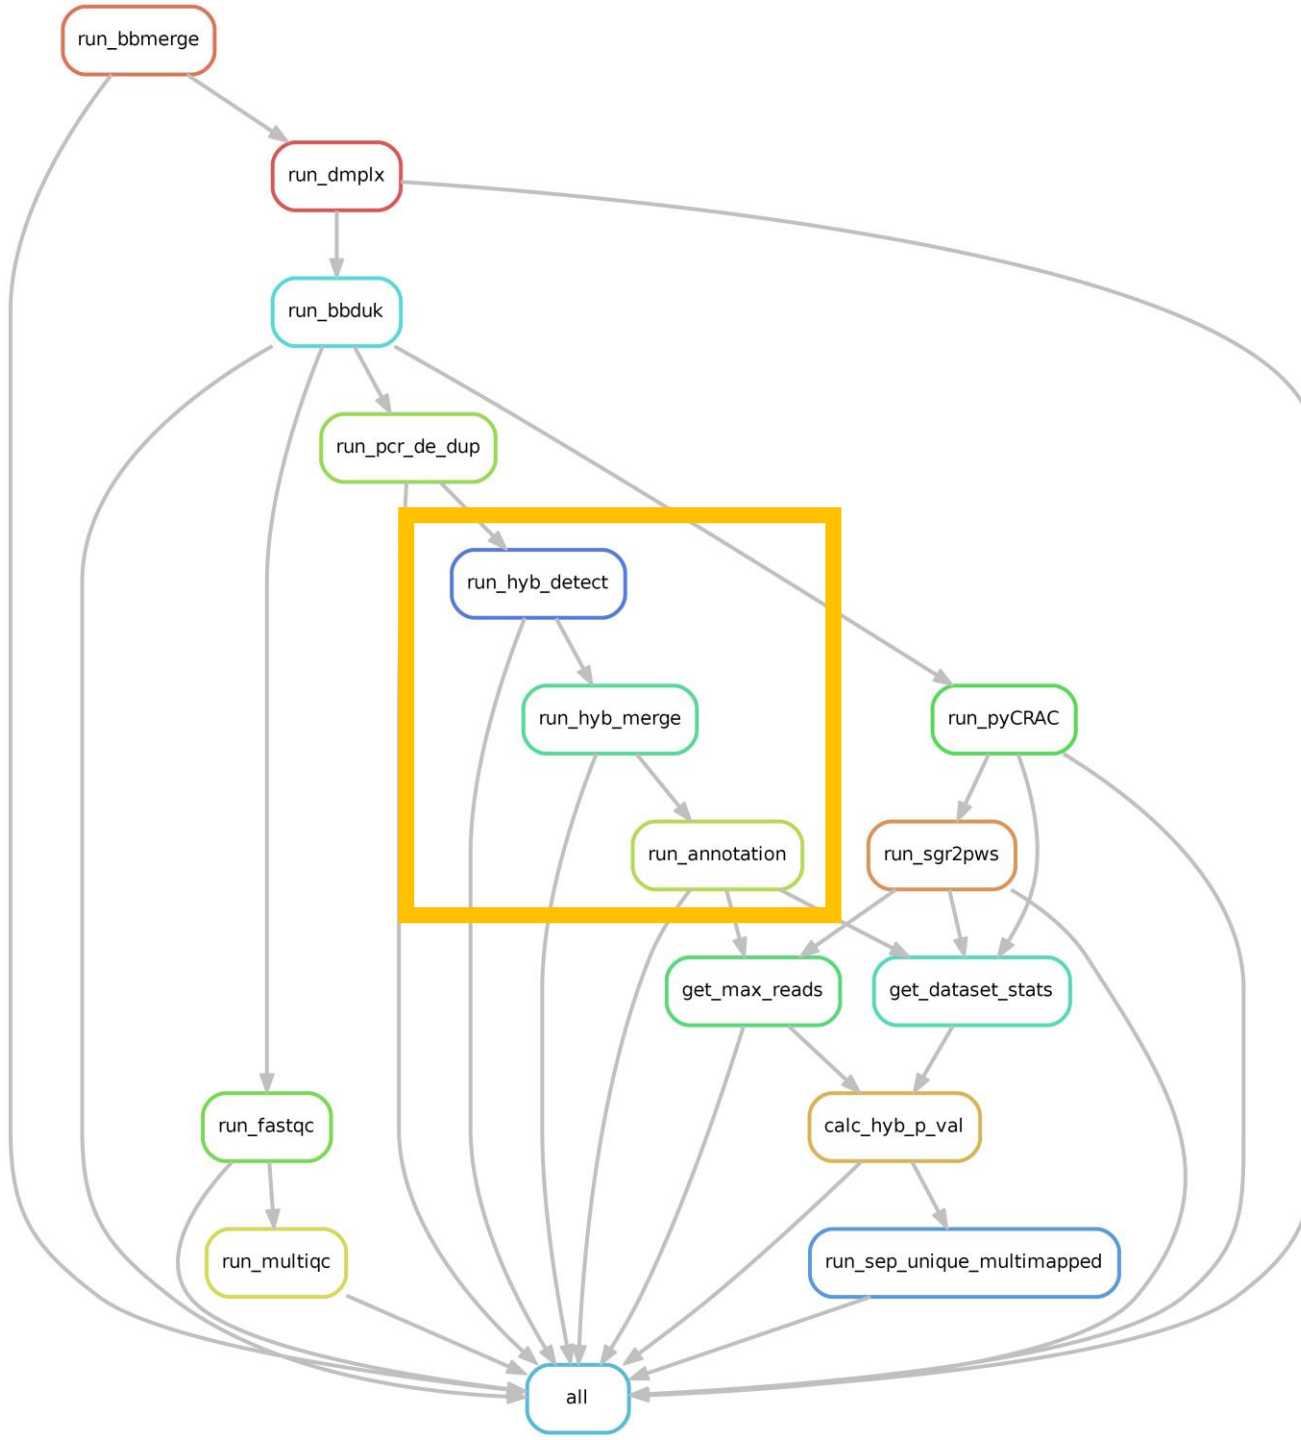 run_bbmerge
run_dmplx
run_bbduk
run_pcr_de_dup
run_hyb_detect
run_hyb_merge
run_pyCRAC
run_annotation
run_sgr2pws
get_max_reads
get_dataset_stats
run_fastqc
calc_hyb_p_val
run_multiqc
run_sep_unique_multimapped
all